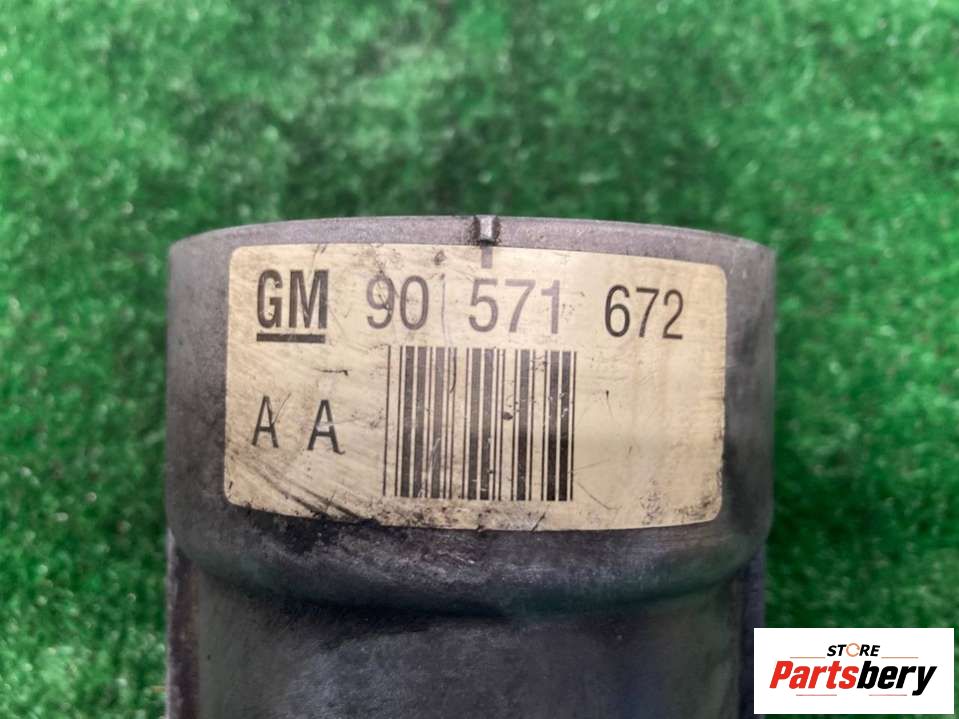 GM 90 571 672
A A
STORE
Partsbery